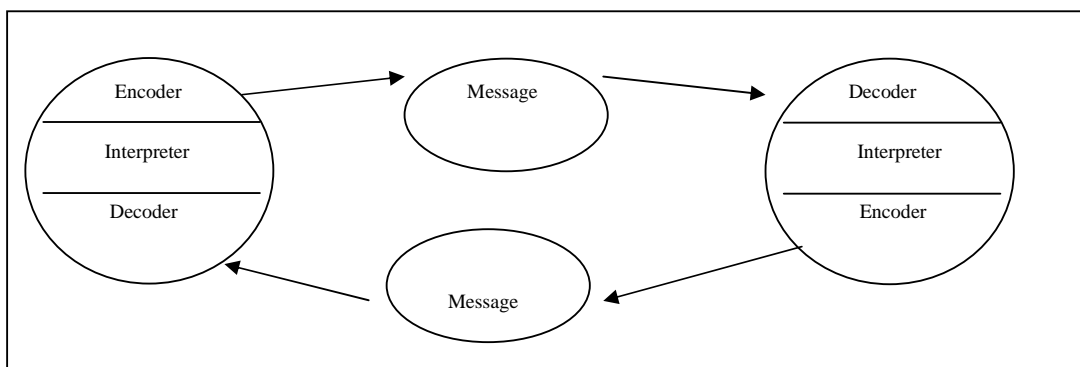 Encoder
Interpreter
Decoder
Message
Decoder
Interpreter
Encoder
Message